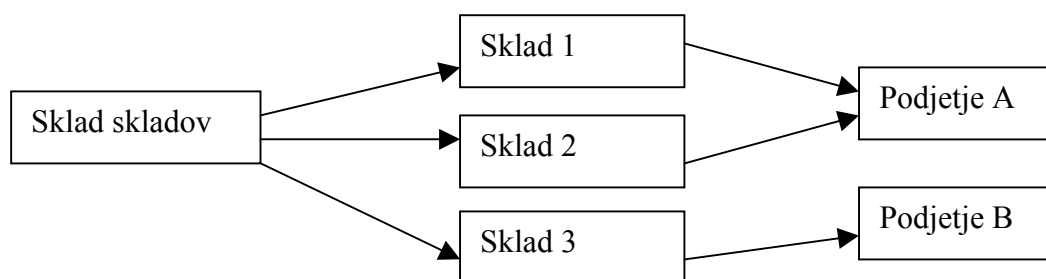 Sklad skladov
Sklad 1
Sklad 2
Sklad 3
Podjetje A
Podjetje B